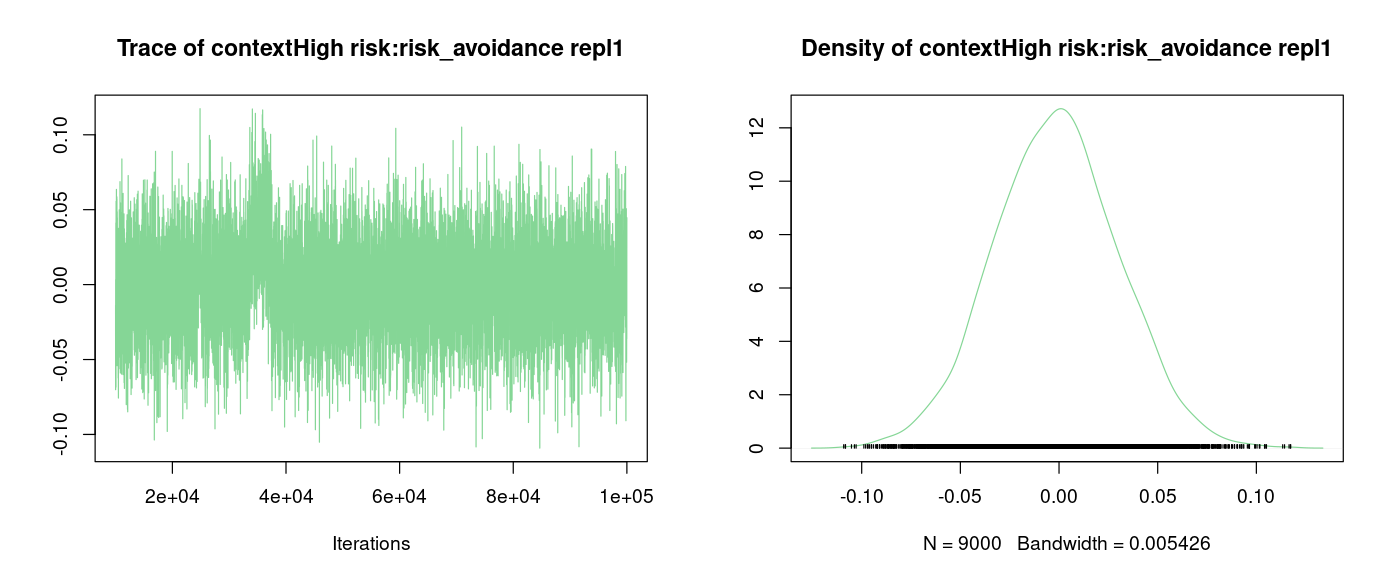 Trace of contextHigh risk:risk_avoidance repl1
0.10
0.05
0.00
-0.05
-0.10
2e+04 4e+04 6e+04 8e+04 1e+05
Iterations
Density of contextHigh risk:risk_avoidance repl1
12
10
8
6
4
2
0
-0.10 -0.05 0.00 0.05 0.10
N = 9000 Bandwidth = 0.005426